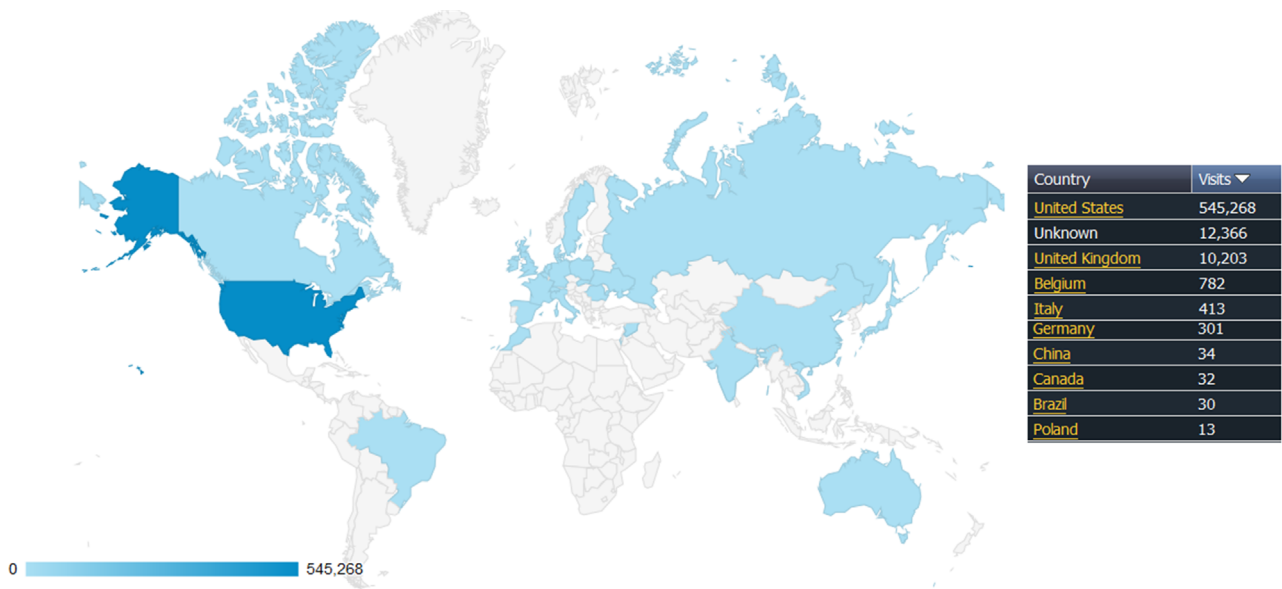 Country Visits
United States 545,268
Unknown 12,366
United Kingdom 10,203
Belgium 782
Italy 413
Germany 301
China 34
Canada 32
Brazil 30
Poland 13
0 545,268